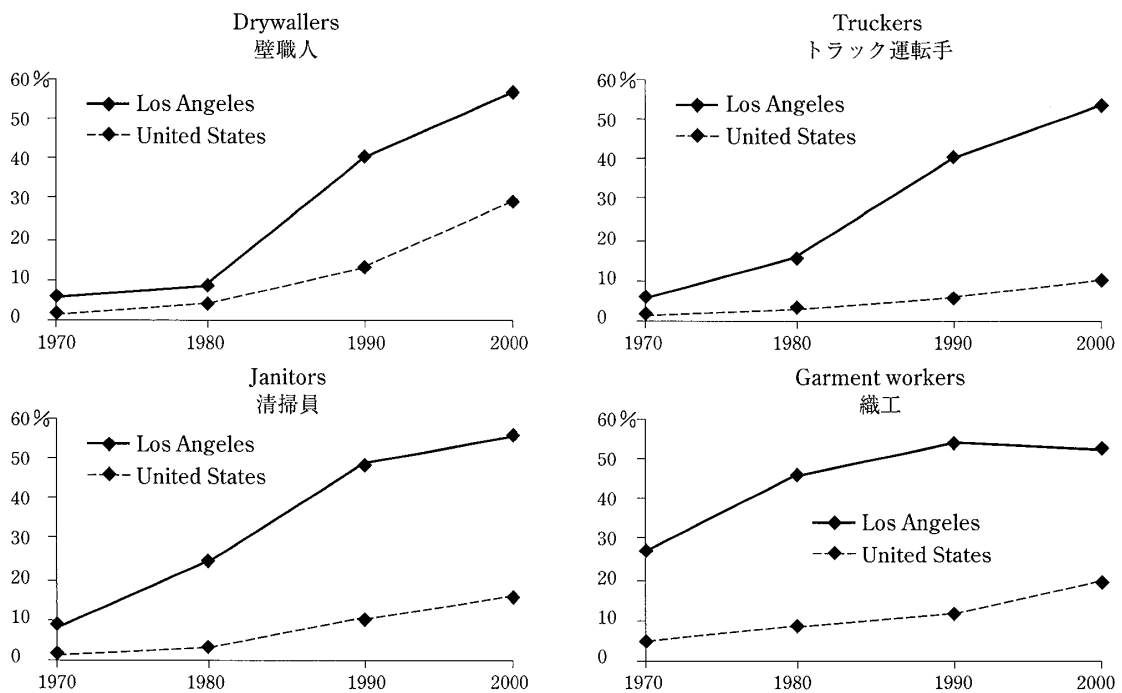 Drywallers
壁職人
60%
50
40
30
20
10
0
Los Angeles
United States
1970 1980 1990 2000
Truckers
トラック運転手
60%
50
40
30
20
10
0
Los Angeles
United States
1970 1980 1990 2000
Janitors
清掃員
60%
50
40
30
20
10
0
Los Angeles
United States
1970 1980 1990 2000
Garment workers
織工
60%
50
40
30
20
10
0
Los Angeles
United States
1970 1980 1990 2000